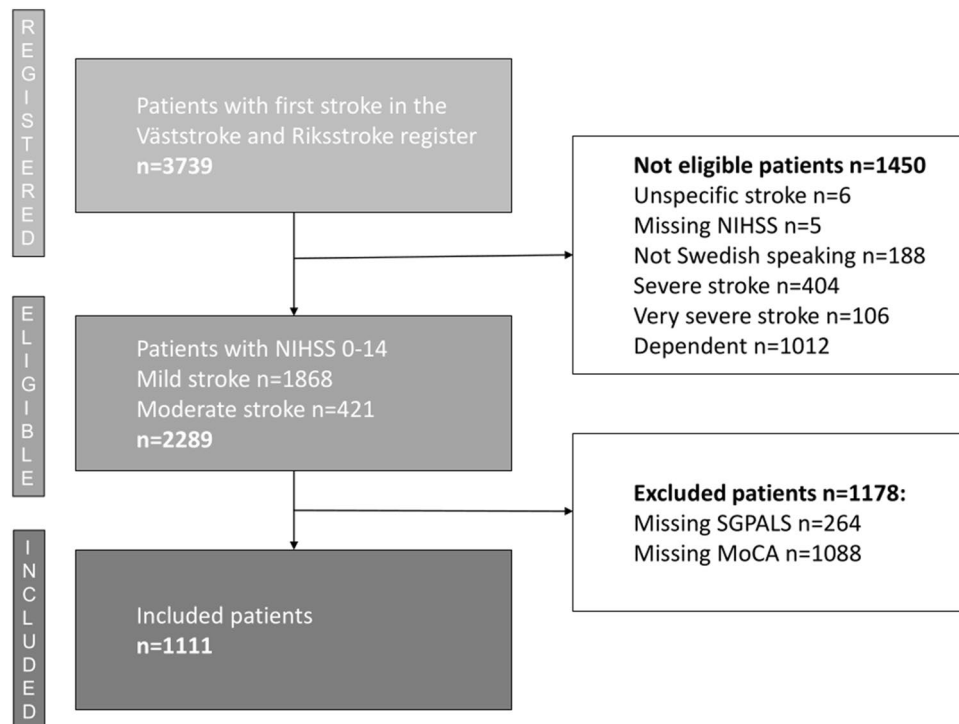 REGISTERED
Patients with first stroke in the
Väststroke and Riksstroke register
n=3739
Not eligible patients n=1450
Unspecific stroke n=6
Missing NIHSS n=5
Not Swedish speaking n=188
Severe stroke n=404
Very severe stroke n=106
Dependent n=1012
ELIGIBLE
Patients with NIHSS 0-14
Mild stroke n=1868
Moderate stroke n=421
n=2289
Excluded patients n=1178:
Missing SGPALS n=264
Missing MoCA n=1088
INCLUDED
Included patients
n=1111